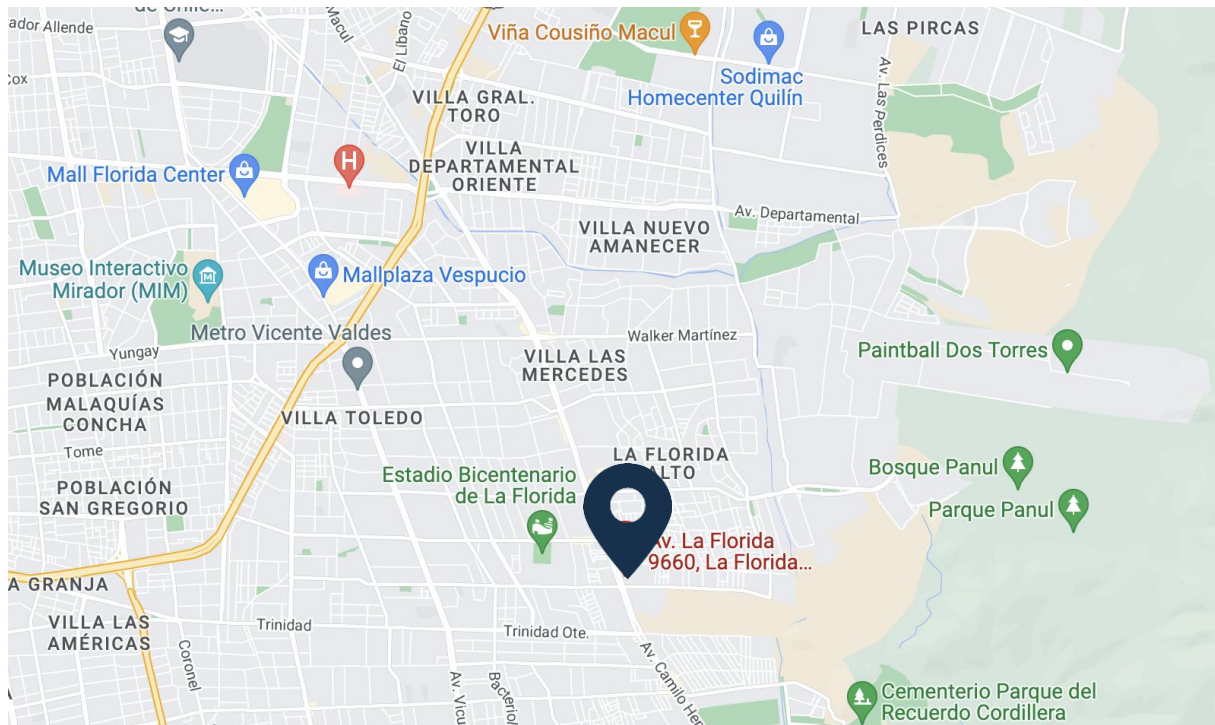 de Chile...
ador Allende
Macul
El Líbano
Viña Cousiño Macul
LAS PIRCAS
Sodimac
Homecenter Quilín
Av. Las Perdices
Cox
VILLA GRAL.
TORO
VILLA
DEPARTAMENTAL
ORIENTE
H
Mall Florida Center
Av. Departamental
VILLA NUEVO
AMANECER
Museo Interactivo
Mirador (MIM)
M
Mallplaza Vespucio
Metro Vicente Valdes
Walker Martínez
Yungay
VILLA LAS
MERCEDES
Paintball Dos Torres
POBLACIÓN
MALAQUÍAS
CONCHA
VILLA TOLEDO
Tome
LA FLORIDA
ALTO
Estadio Bicentenario
de La Florida
Bosque Panul
POBLACIÓN
SAN GREGORIO
Parque Panul
Av. La Florida
9660, La Florida...
A GRANJA
VILLA LAS
AMÉRICAS
Trinidad
Trinidad Ote.
Coronel
Av. Vicu
Bacterio/
Av. Camilo Hen
Cementerio Parque del
Recuerdo Cordillera